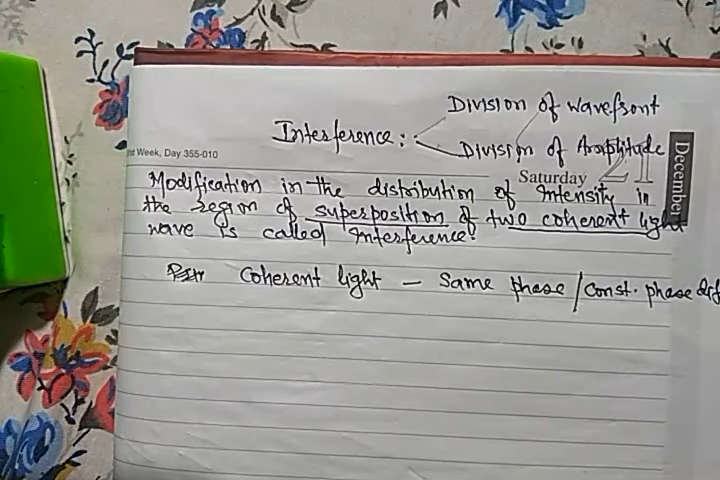 Division of wavefront
Interference:
Division of Amplitude
st Week, Day 355-010
Saturday 21
December
Modification in the distribution of Intensity in
the region of superposition of two coherent light
wave is called Interference.
Coherent light – Same phase / Const. phase dif